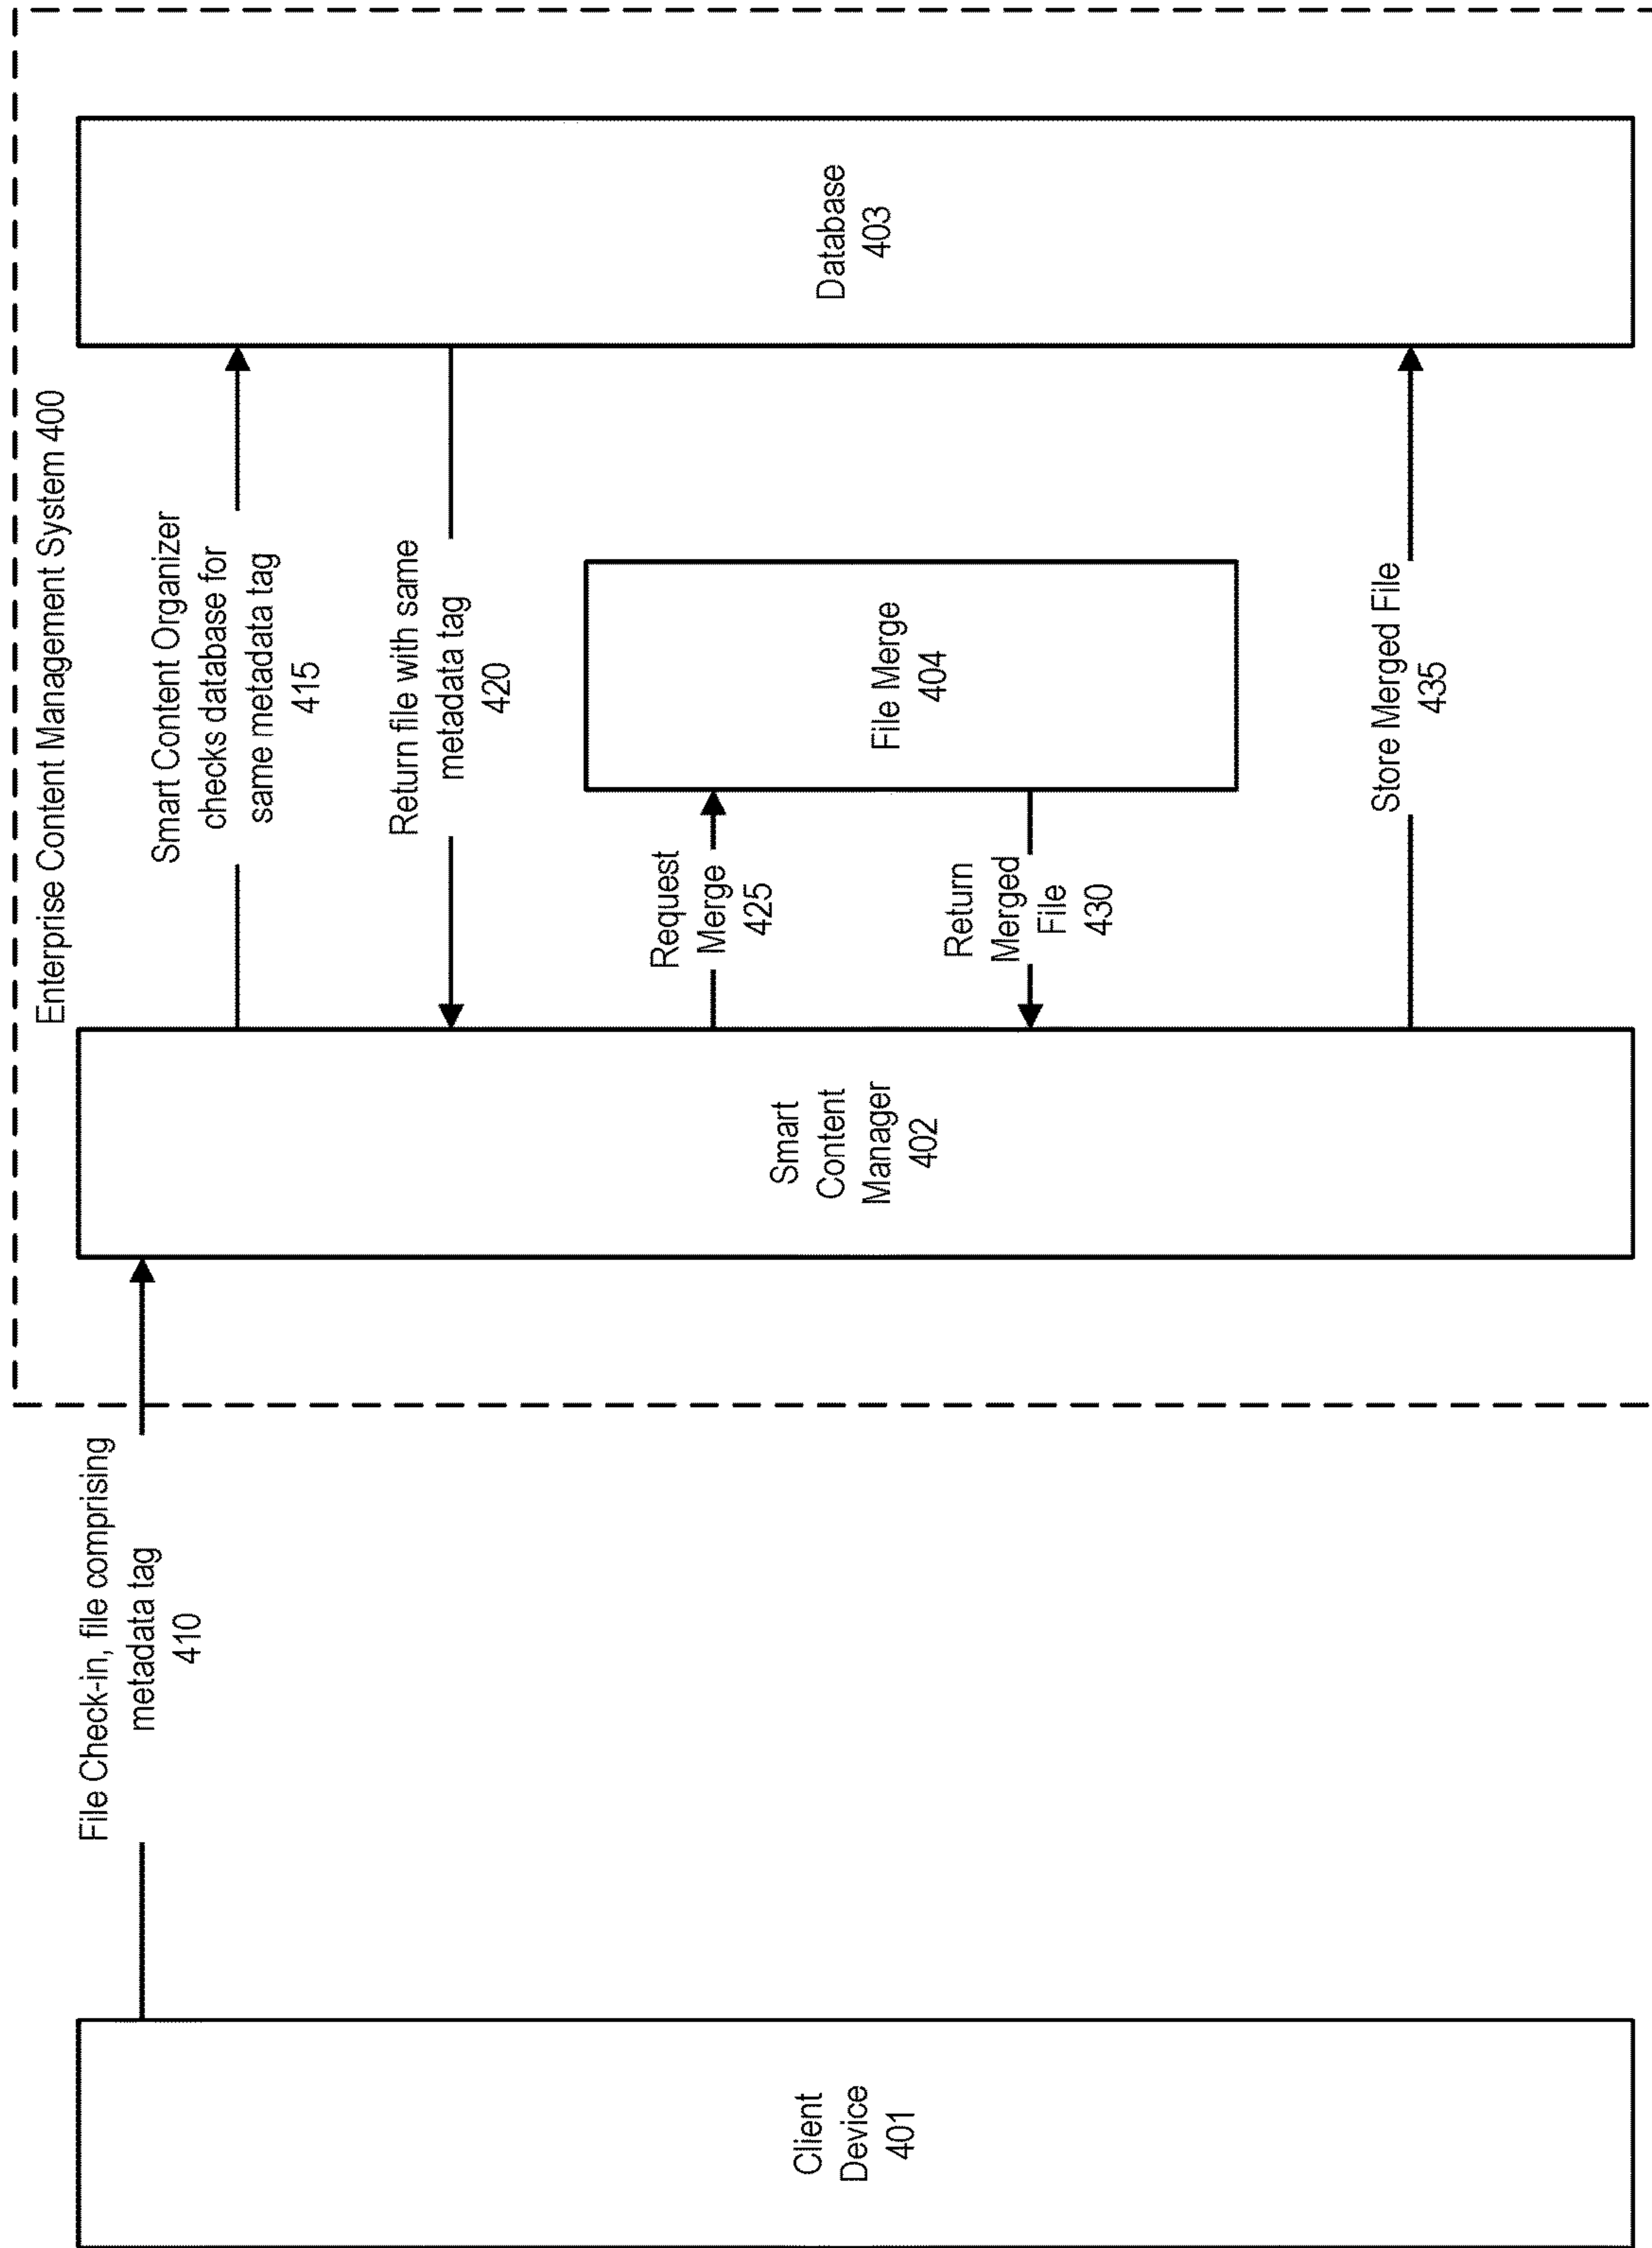 Enterprise Content Management System 400
File Check-in, file comprising
metadata tag
410
Smart Content Organizer
checks database for
same metadata tag
415
Return file with same
metadata tag
420
Request
Merge
425
Return
Merged
File
430
Store Merged File
435
Client
Device
401
Smart
Content
Manager
402
File Merge
404
Database
403